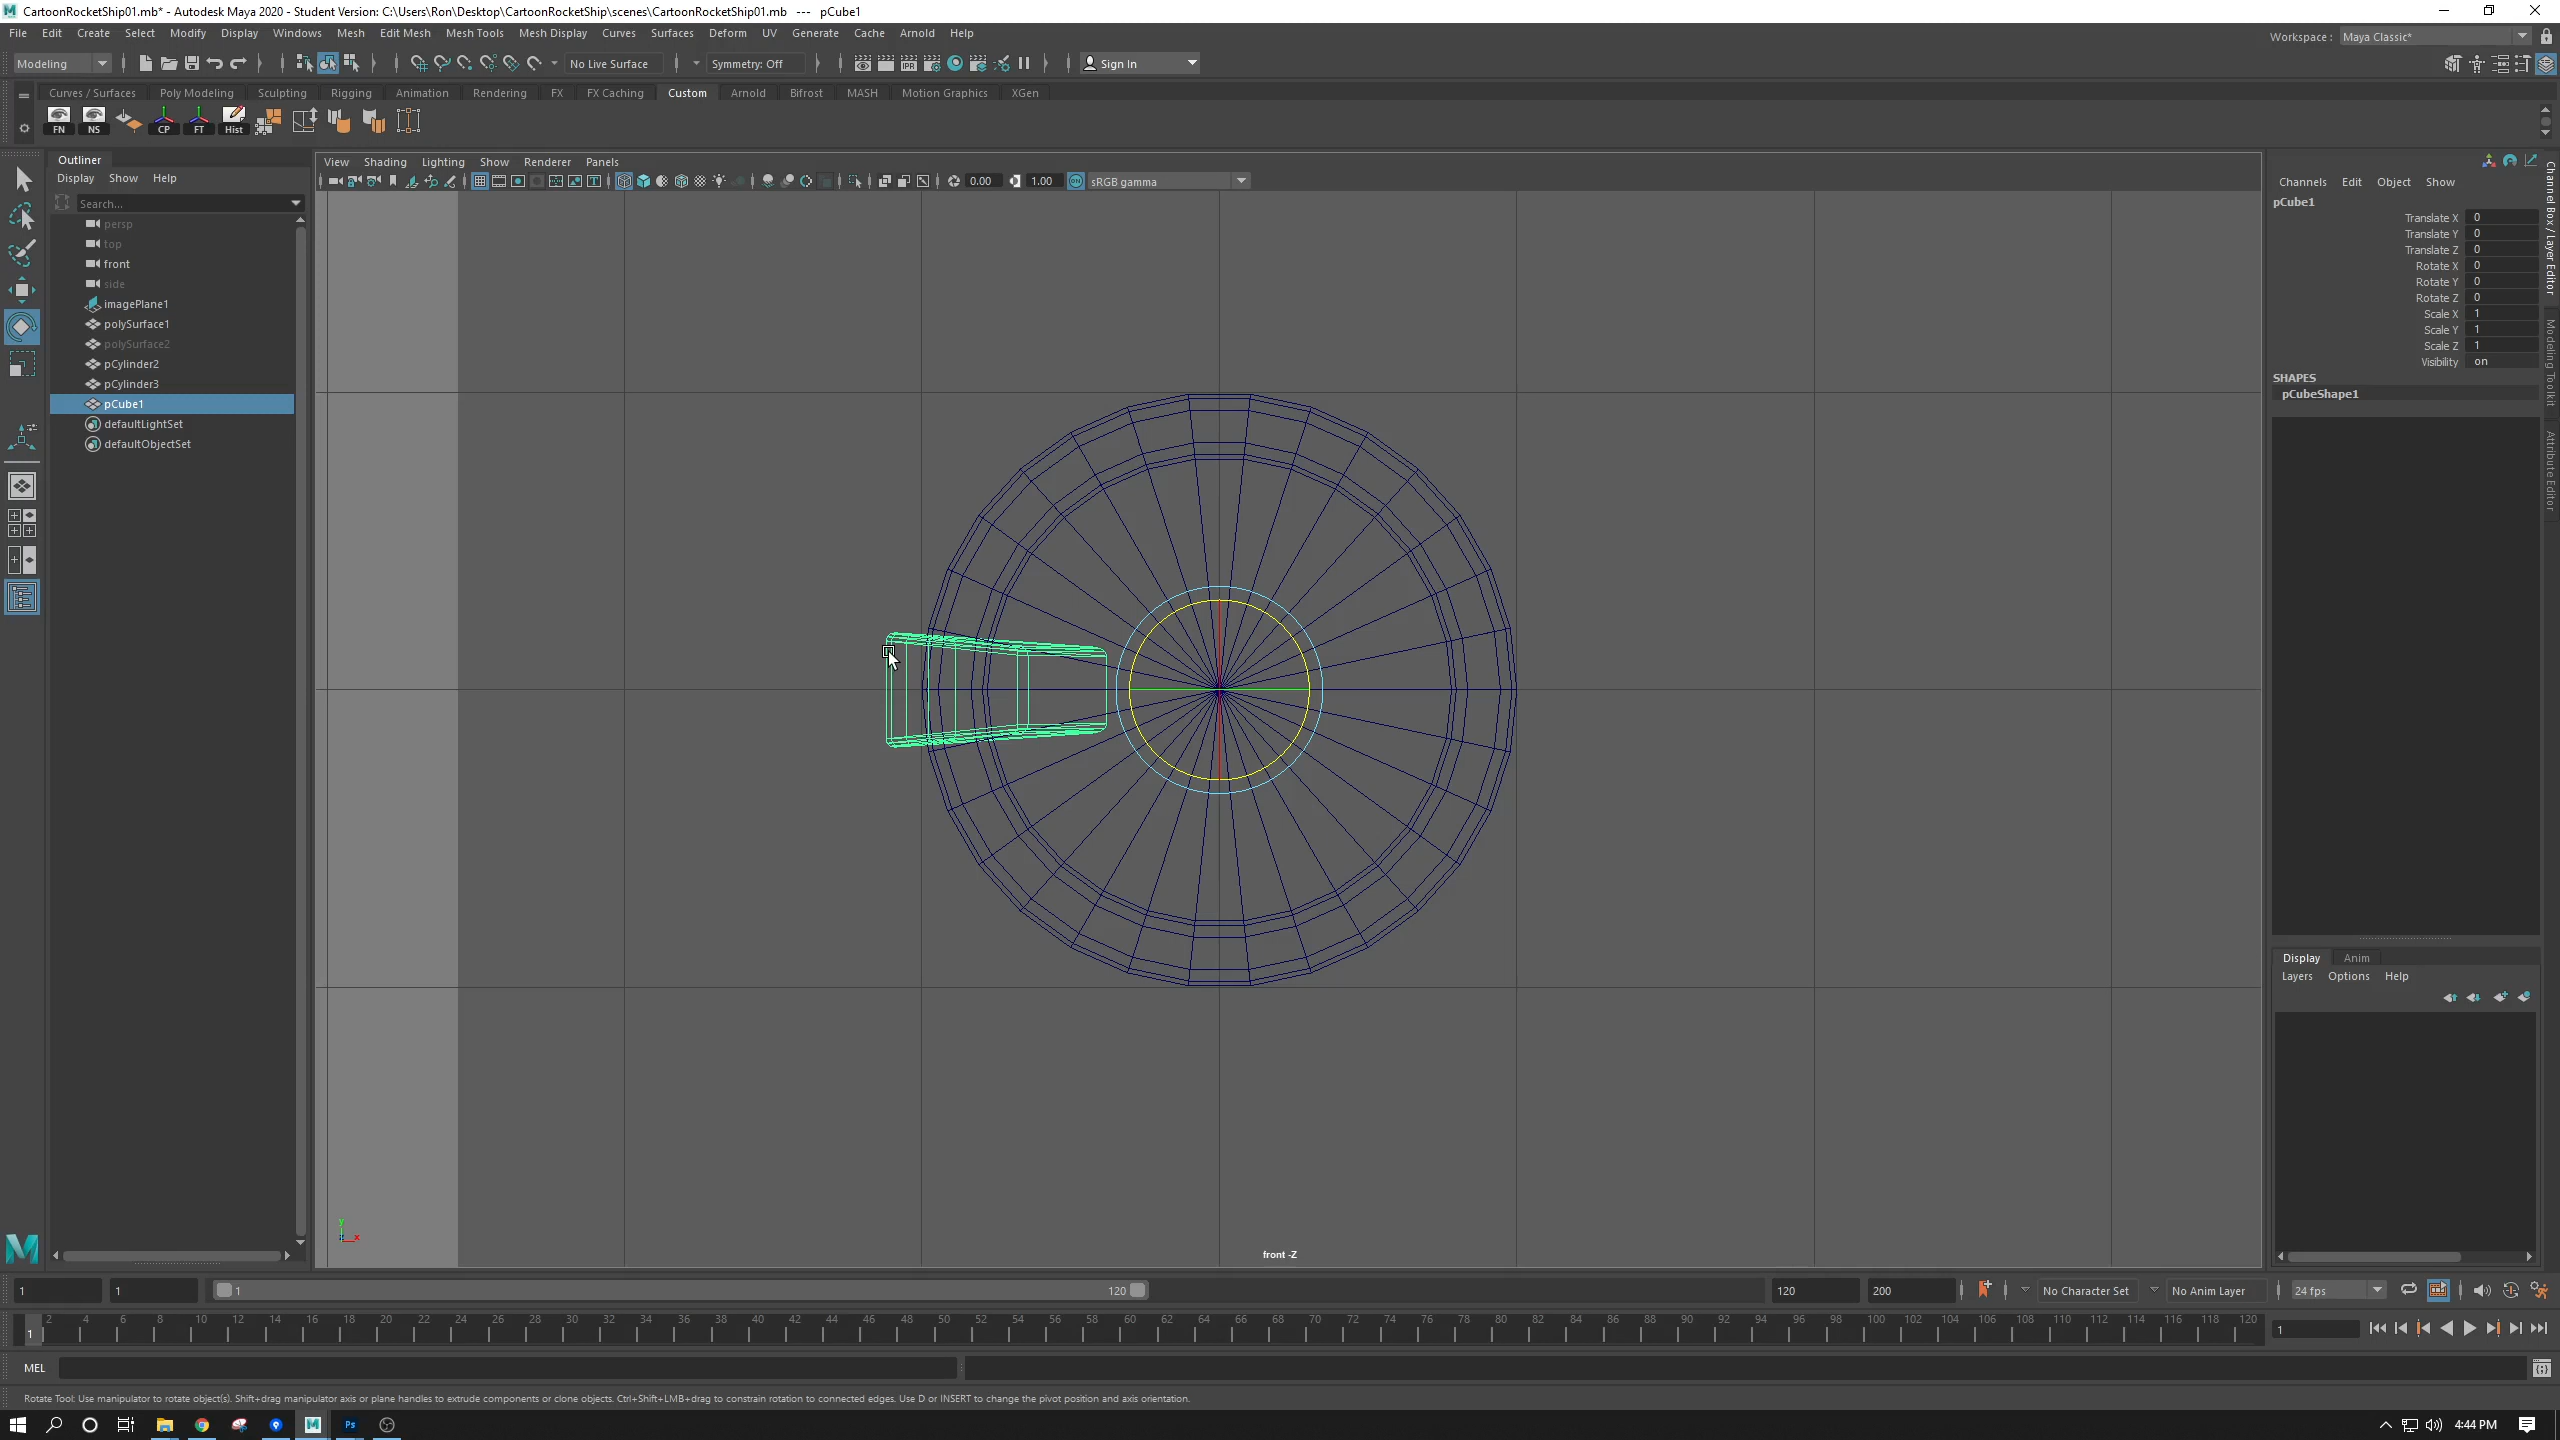 CartoonRocketShip01.mb* - Autodesk Maya 2020 - Student Version: C:\Users\Ron\Desktop\CartoonRocketShip\scenes\CartoonRocketShip01.mb --- pCube1
File Edit Create Select Modify Display Windows Mesh Edit Mesh Mesh Tools Mesh Display Curves Surfaces Deform UV Generate Cache Arnold Help
Workspace : Maya Classic*
Modeling No Live Surface Symmetry: Off IPR Sign In
Curves / Surfaces Poly Modeling Sculpting Rigging Animation Rendering FX FX Caching Custom Arnold Bifrost MASH Motion Graphics XGen
FN NS CP FT Hist
Outliner
Display Show Help
Search...
persp
top
front
side
imagePlane1
polySurface1
polySurface2
pCylinder2
pCylinder3
pCube1
defaultLightSet
defaultObjectSet
View Shading Lighting Show Renderer Panels
0.00 1.00 ON sRGB gamma
y
z x
front -Z
Channels Edit Object Show
pCube1
Translate X 0
Translate Y 0
Translate Z 0
Rotate X 0
Rotate Y 0
Rotate Z 0
Scale X 1
Scale Y 1
Scale Z 1
Visibility on
SHAPES
pCubeShape1
Channel Box / Layer Editor
Modeling Toolkit
Attribute Editor
Display Anim
Layers Options Help
1 1 1 120 120 200 No Character Set No Anim Layer 24 fps
2 4 6 8 10 12 14 16 18 20 22 24 26 28 30 32 34 36 38 40 42 44 46 48 50 52 54 56 58 60 62 64 66 68 70 72 74 76 78 80 82 84 86 88 90 92 94 96 98 100 102 104 106 108 110 112 114 116 118 120
1 1
MEL
Rotate Tool: Use manipulator to rotate object(s). Shift+drag manipulator axis or plane handles to extrude components or clone objects. Ctrl+Shift+LMB+drag to constrain rotation to connected edges. Use D or INSERT to change the pivot position and axis orientation.
Ps
4:44 PM